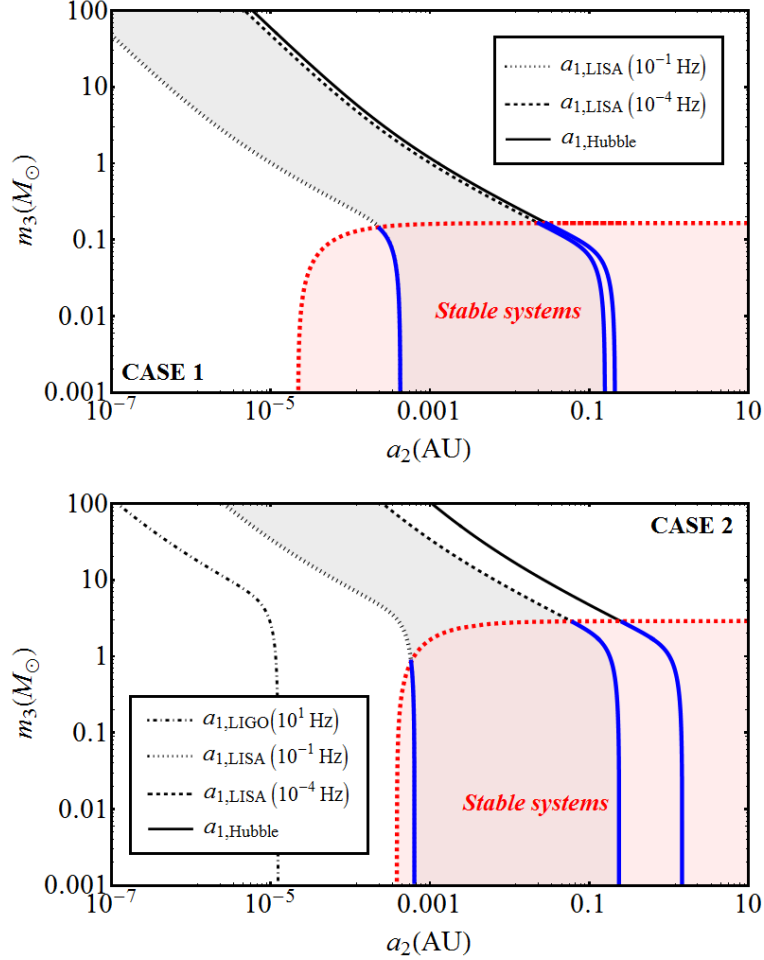 100
10
1
0.1
0.01
0.001
m₃(M⊙)
a₁,LISA (10⁻¹ Hz)
a₁,LISA (10⁻⁴ Hz)
a₁,Hubble
Stable systems
CASE 1
10⁻⁷ 10⁻⁵ 0.001 0.1 10
a₂(AU)
100
10
1
0.1
0.01
0.001
m₃(M⊙)
CASE 2
a₁,LIGO(10¹ Hz)
a₁,LISA (10⁻¹ Hz)
a₁,LISA (10⁻⁴ Hz)
a₁,Hubble
Stable systems
10⁻⁷ 10⁻⁵ 0.001 0.1 10
a₂(AU)